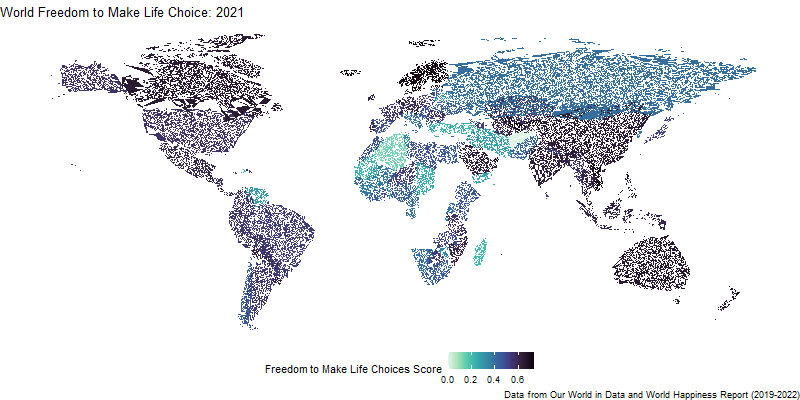 World Freedom to Make Life Choice: 2021
Freedom to Make Life Choices Score
0.0 0.2 0.4 0.6
Data from Our World in Data and World Happiness Report (2019-2022)